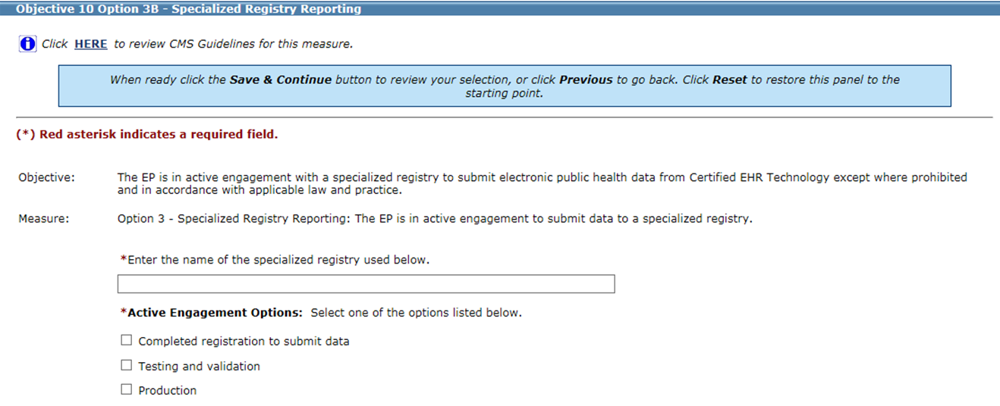 Objective 10 Option 3B - Specialized Registry Reporting
Click HERE to review CMS Guidelines for this measure.
When ready click the Save & Continue button to review your selection, or click Previous to go back. Click Reset to restore this panel to the
starting point.
(*) Red asterisk indicates a required field.
Objective: The EP is in active engagement with a specialized registry to submit electronic public health data from Certified EHR Technology except where prohibited
and in accordance with applicable law and practice.
Measure: Option 3 - Specialized Registry Reporting: The EP is in active engagement to submit data to a specialized registry.
*Enter the name of the specialized registry used below.
*Active Engagement Options: Select one of the options listed below.
Completed registration to submit data
Testing and validation
Production